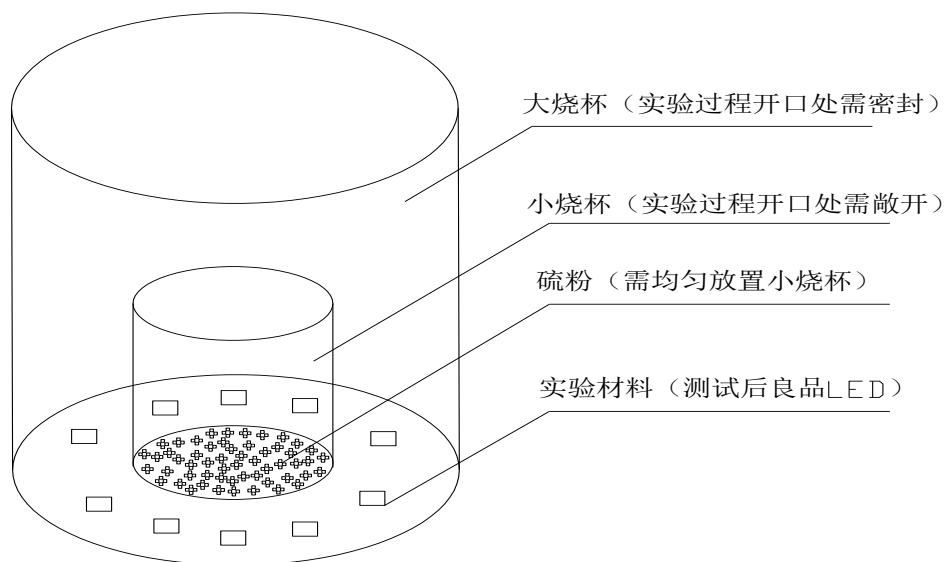 大烧杯（实验过程开口处需密封）
小烧杯（实验过程开口处需敞开）
硫粉（需均匀放置小烧杯）
实验材料（测试后良品LED）